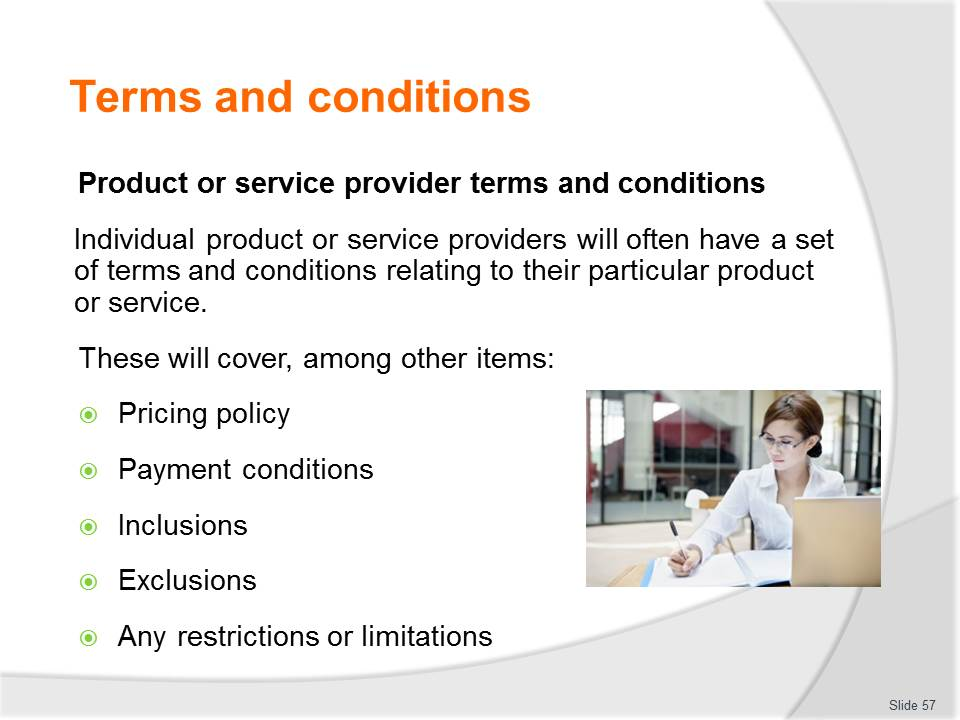 Terms and conditions
Product or service provider terms and conditions
Individual product or service providers will often have a set
of terms and conditions relating to their particular product
or service.
These will cover, among other items:
Pricing policy
Payment conditions
Inclusions
Exclusions
Any restrictions or limitations
Slide 57